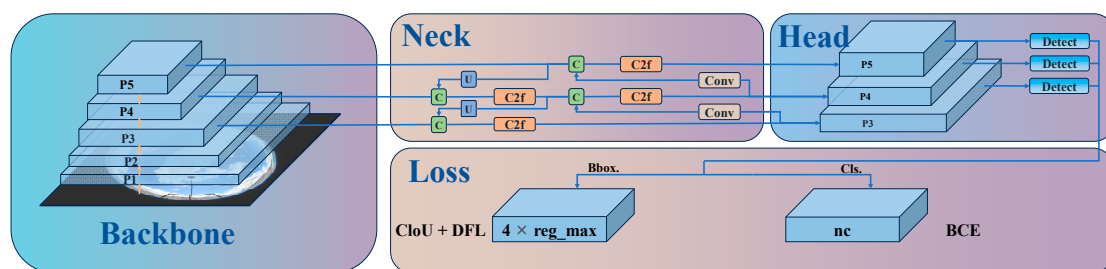 Backbone
P5
P4
P3
P2
P1
Neck
C
C2f
U
Conv
C
C2f
C
C2f
U
Conv
C
C2f
Head
P5
P4
P3
Detect
Detect
Detect
Loss
Bbox.
Cls.
CloU + DFL
4 × reg_max
nc
BCE